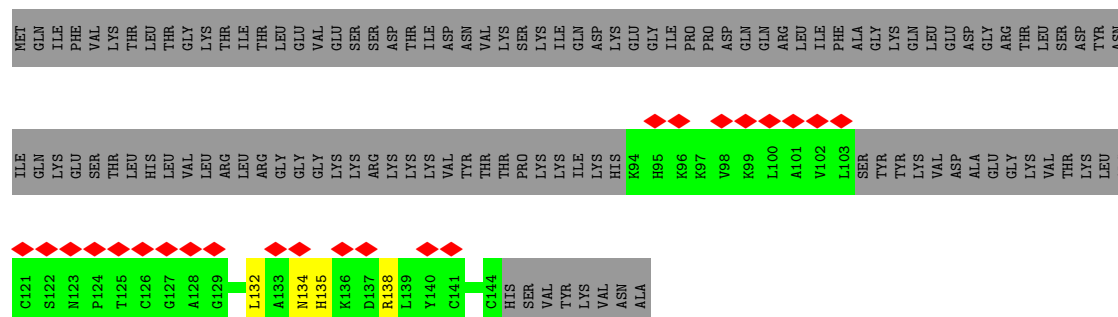 MET GLN ILE PHE VAL LYS THR LEU THR GLY LYS THR ILE THR LEU GLU VAL GLU SER SER ASP THR ILE ASP ASN VAL LYS SER LYS ILE GLN ASP LYS GLU GLY ILE PRO PRO ASP GLN GLN ARG LEU ILE PHE ALA GLY LYS GLN LEU GLU ASP GLY ARG THR LEU SER ASP TYR ASN
ILE GLN LYS GLU SER THR LEU HIS LEU VAL LEU ARG LEU ARG GLY GLY LYS LYS ARG LYS LYS LYS VAL TYR THR THR PRO LYS LYS ILE LYS HIS K94 H95 K96 K97 V98 K99 L100 A101 V102 L103 SER TYR TYR LYS VAL ASP ALA GLU GLY LYS VAL THR LYS LEU
C121 S122 N123 P124 T125 C126 G127 A128 G129 L132 A133 N134 H135 K136 D137 R138 L139 Y140 C141 C144 HIS SER VAL TYR LYS VAL ASN ALA